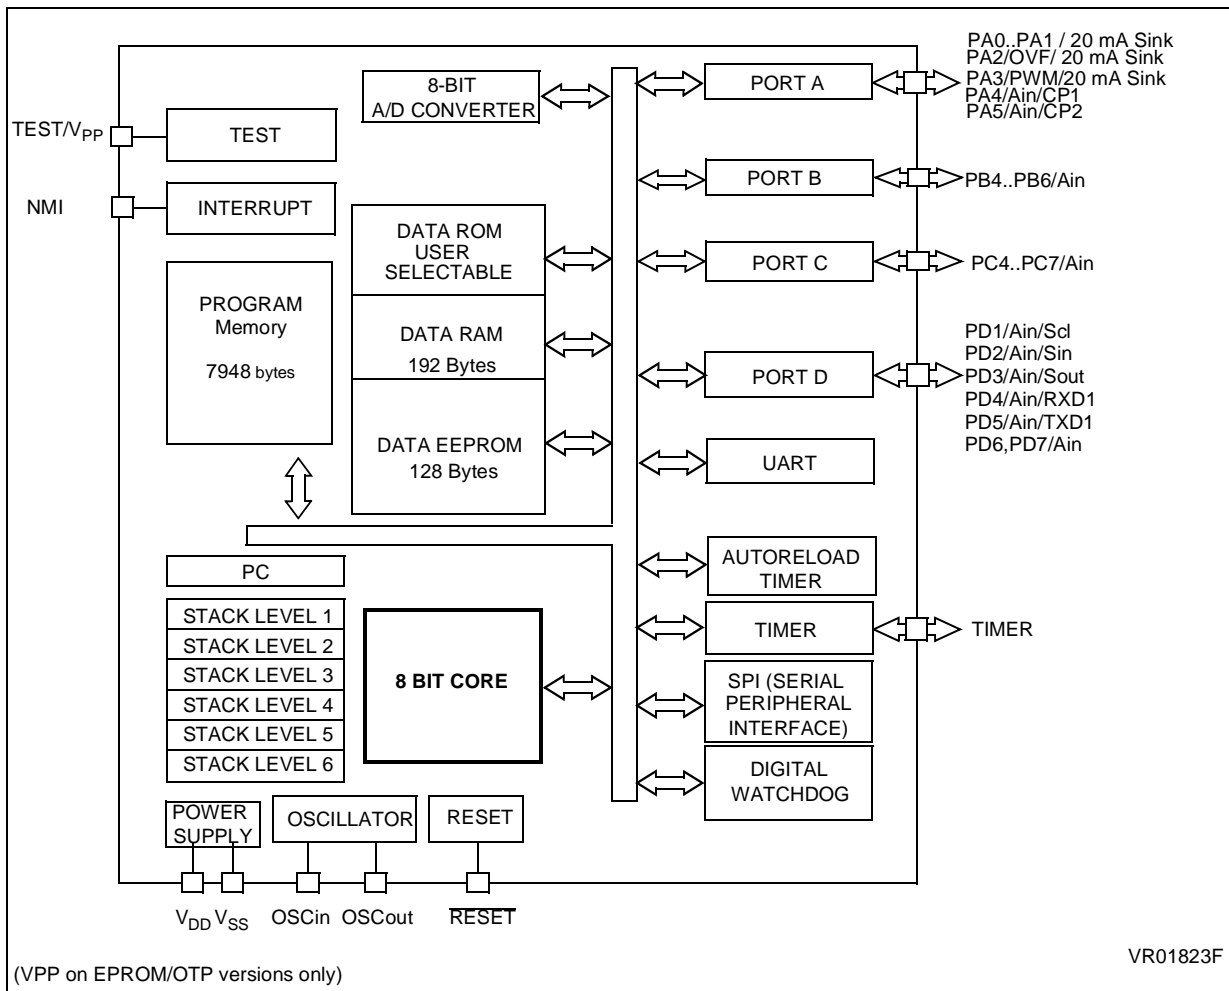 PA0..PA1 / 20 mA Sink
PA2/OVF/ 20 mA Sink
PA3/PWM/20 mA Sink
PA4/Ain/CP1
PA5/Ain/CP2
8-BIT
A/D CONVERTER
PORT A
TEST/VPP
TEST
PORT B
PB4..PB6/Ain
NMI
INTERRUPT
DATA ROM
USER
SELECTABLE
PORT C
PC4..PC7/Ain
PROGRAM
Memory
7948 bytes
DATA RAM
192 Bytes
PORT D
PD1/Ain/Scl
PD2/Ain/Sin
PD3/Ain/Sout
PD4/Ain/RXD1
PD5/Ain/TXD1
PD6,PD7/Ain
DATA EEPROM
128 Bytes
UART
PC
AUTORELOAD
TIMER
STACK LEVEL 1
STACK LEVEL 2
STACK LEVEL 3
STACK LEVEL 4
STACK LEVEL 5
STACK LEVEL 6
8 BIT CORE
TIMER
TIMER
SPI (SERIAL
PERIPHERAL
INTERFACE)
DIGITAL
WATCHDOG
POWER
SUPPLY
OSCILLATOR
RESET
VDD VSS
OSCin OSCout
RESET
(VPP on EPROM/OTP versions only)
VR01823F